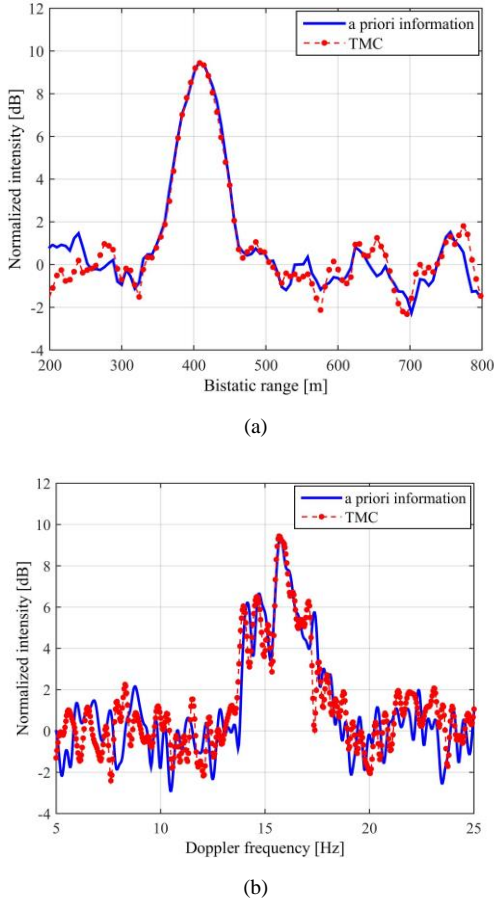 12
10
8
6
4
2
0
-2
-4
Normalized intensity [dB]
a priori information
TMC
200 300 400 500 600 700 800
Bistatic range [m]
(a)
12
10
8
6
4
2
0
-2
-4
Normalized intensity [dB]
a priori information
TMC
5 10 15 20 25
Doppler frequency [Hz]
(b)